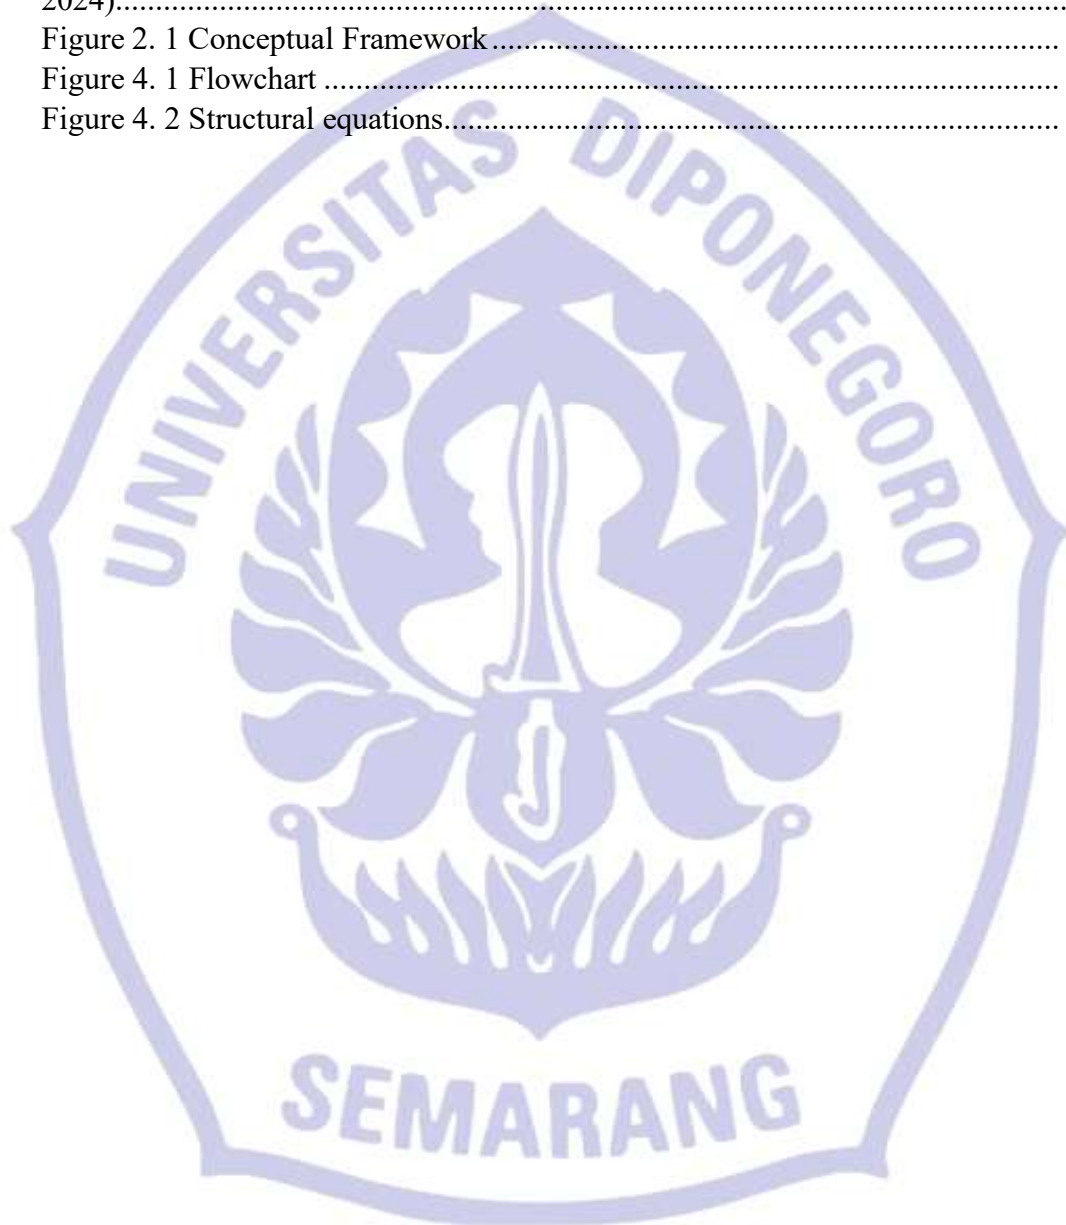 2024)....................................................................................................................
Figure 2. 1 Conceptual Framework.......................................................................
Figure 4. 1 Flowchart ............................................................................................
Figure 4. 2 Structural equations.............................................................................
UNIVERSITAS DIPONEGORO
SEMARANG